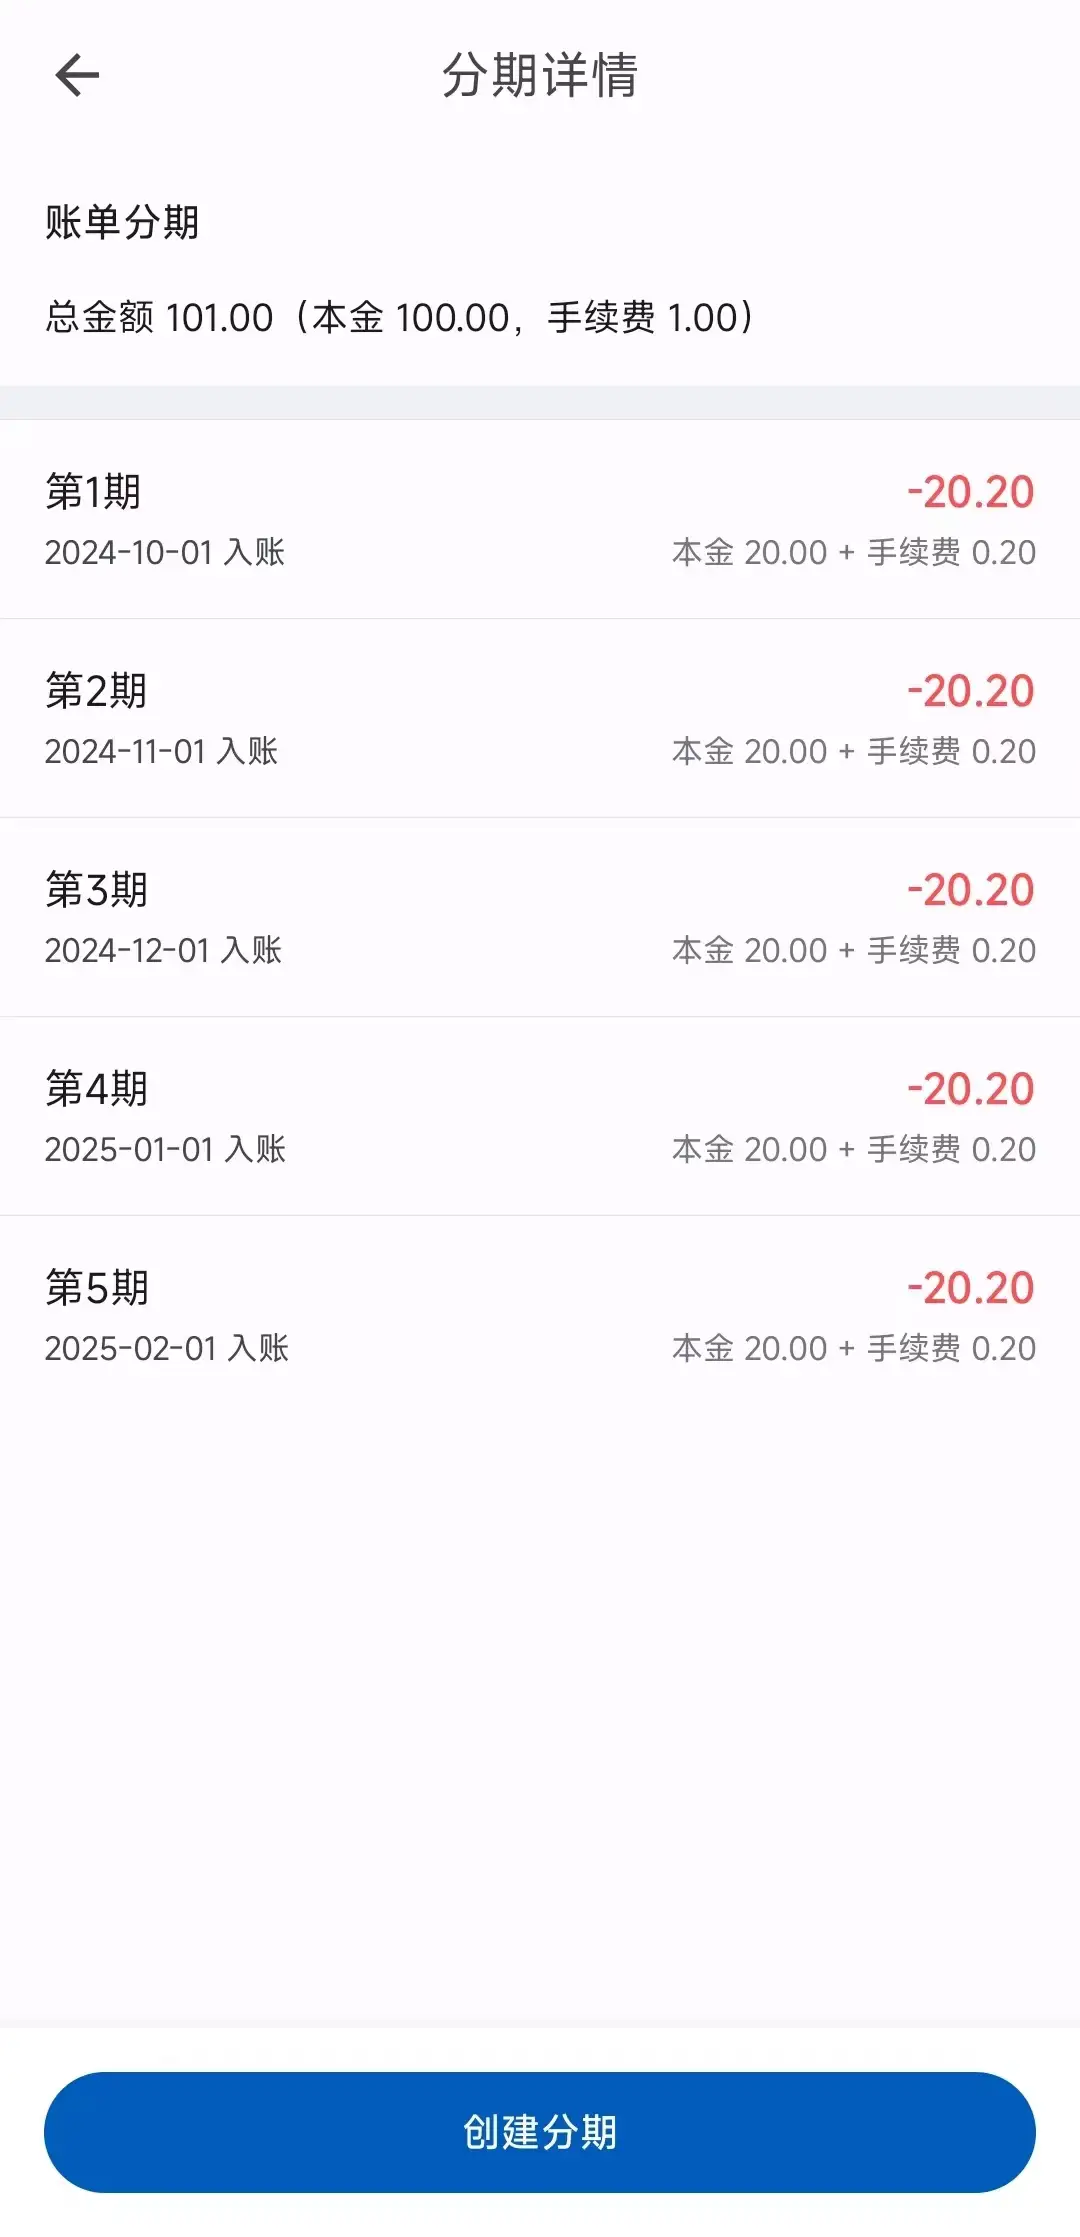 分期详情
账单分期
总金额 101.00（本金 100.00，手续费 1.00）
第1期
-20.20
2024-10-01 入账
本金 20.00 + 手续费 0.20
第2期
-20.20
2024-11-01 入账
本金 20.00 + 手续费 0.20
第3期
-20.20
2024-12-01 入账
本金 20.00 + 手续费 0.20
第4期
-20.20
2025-01-01 入账
本金 20.00 + 手续费 0.20
第5期
-20.20
2025-02-01 入账
本金 20.00 + 手续费 0.20
创建分期